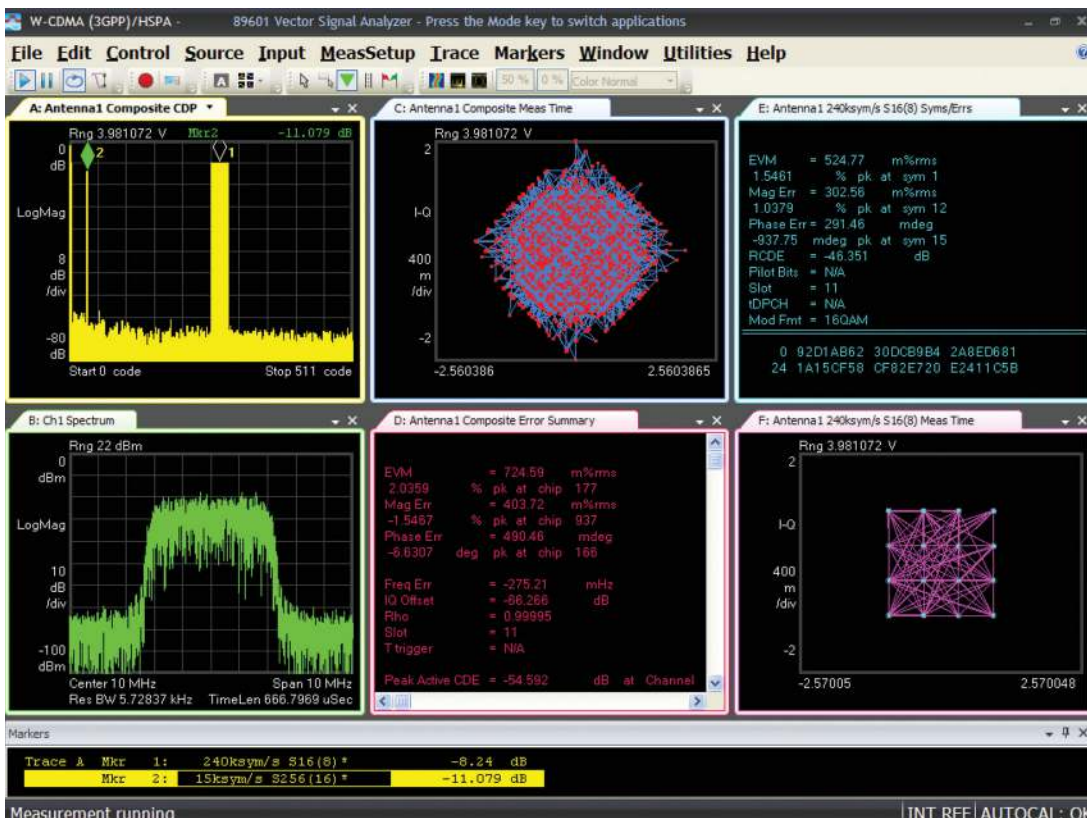 W-CDMA (3GPP)/HSPA - 89601 Vector Signal Analyzer - Press the Mode key to switch applications
File Edit Control Source Input MeasSetup Trace Markers Window Utilities Help
50 % 0 % Color Normal
A: Antenna1 Composite CDP
Rng 3.981072 V Mkr2 -11.079 dB
0
dB
2
1
LogMag
8
dB
/div
-80
dB
Start 0 code Stop 511 code
C: Antenna1 Composite Meas Time
Rng 3.981072 V
2
I-Q
400
m
/div
-2
-2.560386 2.5603865
E: Antenna1 240ksym/s S16(8) Syms/Errs
EVM = 524.77 m%rms
1.5461 % pk at sym 1
Mag Err = 302.56 m%rms
1.0379 % pk at sym 12
Phase Err = 291.46 mdeg
-937.75 mdeg pk at sym 15
RCDE = -46.351 dB
Pilot Bits = N/A
Slot = 11
tDPCH = N/A
Mod Fmt = 16QAM
0 92D1AB62 30DCB9B4 2A8ED681
24 1A15CF58 CF82E720 E2411C5B
B: Ch1 Spectrum
Rng 22 dBm
0
dBm
LogMag
10
dB
/div
-100
dBm
Center 10 MHz Span 10 MHz
Res BW 5.72837 kHz TimeLen 666.7969 uSec
D: Antenna1 Composite Error Summary
EVM = 724.59 m%rms
2.0359 % pk at chip 177
Mag Err = 403.72 m%rms
-1.5467 % pk at chip 937
Phase Err = 490.46 mdeg
-6.6307 deg pk at chip 166
Freq Err = -275.21 mHz
IQ Offset = -66.266 dB
Rho = 0.99995
Slot = 11
T trigger = N/A
Peak Active CDE = -54.592 dB at Channel
F: Antenna1 240ksym/s S16(8) Meas Time
Rng 3.981072 V
2
I-Q
400
m
/div
-2
-2.57005 2.570048
Markers
Trace A Mkr 1: 240ksym/s S16(8)* -8.24 dB
Mkr 2: 15ksym/s S256(16)* -11.079 dB
Measurement running INT REF AUTOCAL: OK